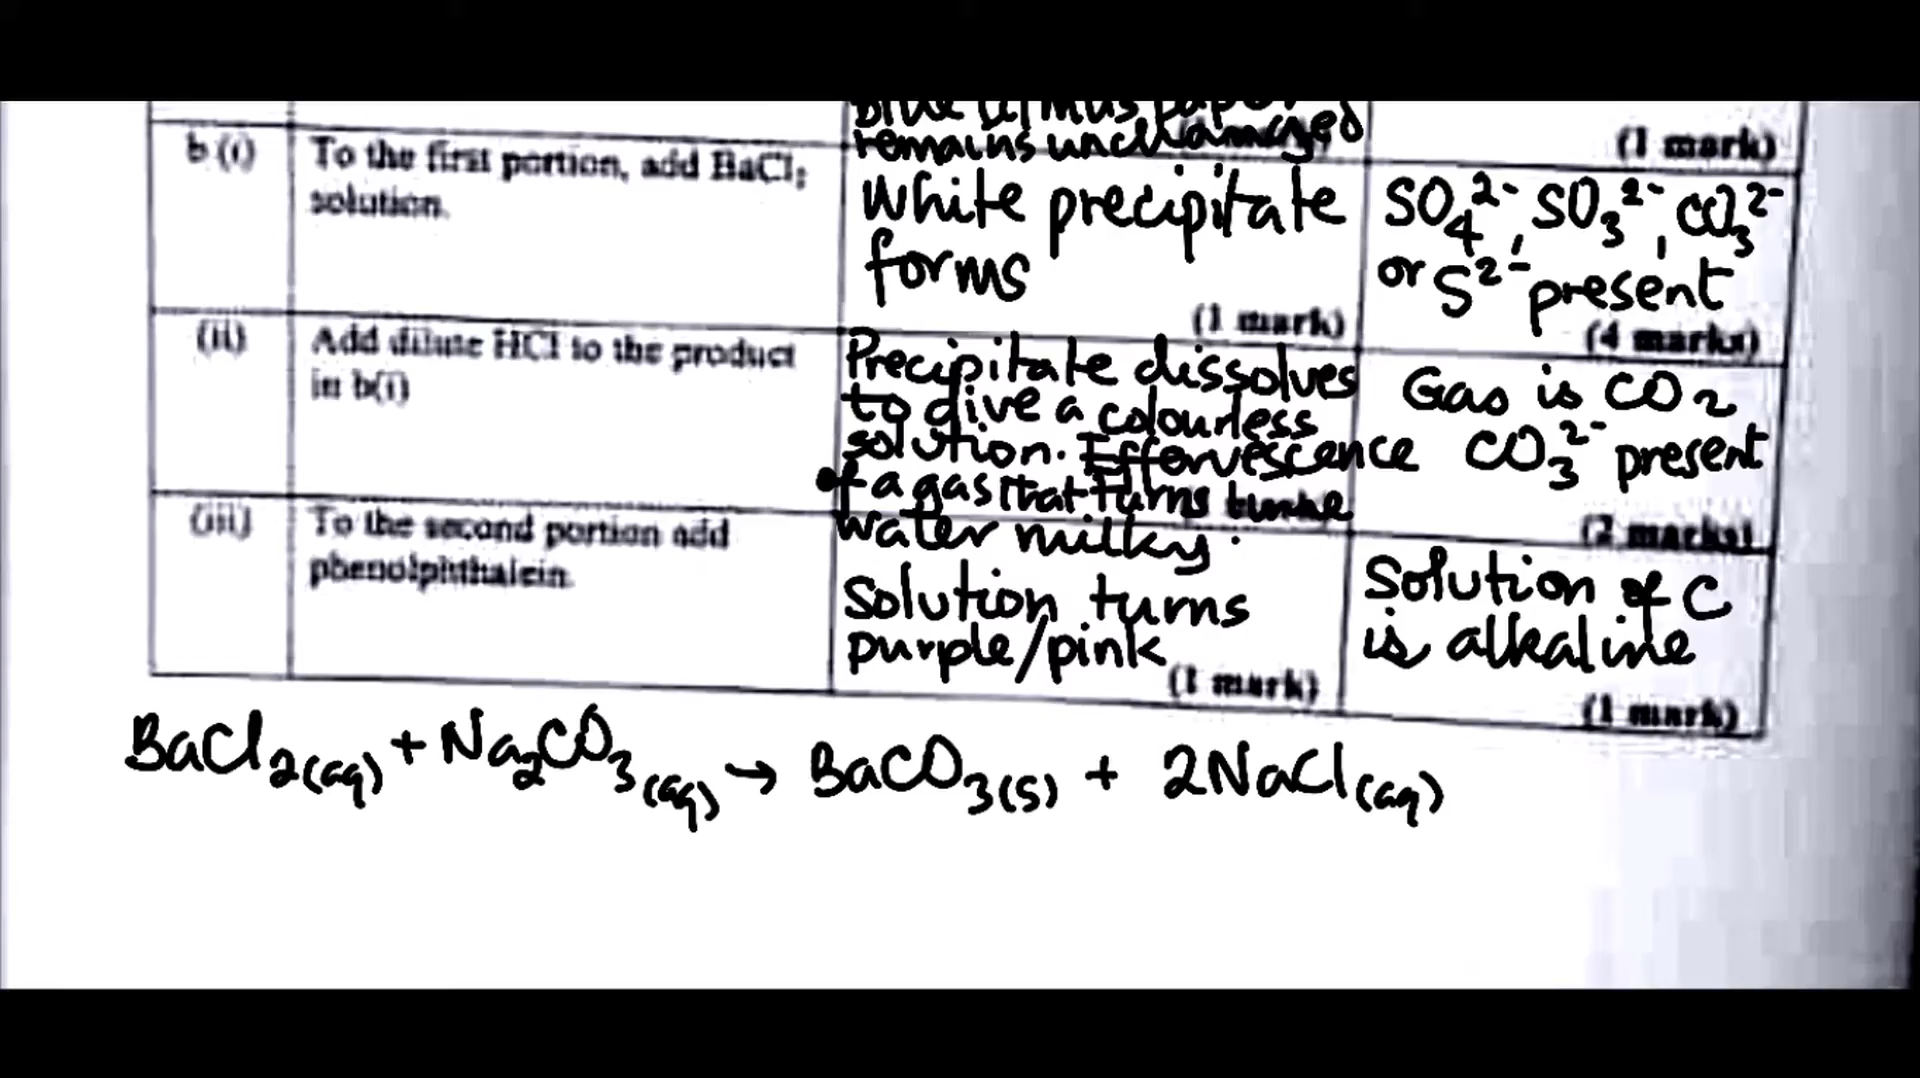 blue litmus paper
remains unchanged
(1 mark)
b (i) To the first portion, add BaCl₂
solution.
White precipitate
forms
(1 mark)
SO₄²⁻, SO₃²⁻, CO₃²⁻
or S²⁻ present
(4 marks)
(ii) Add dilute HCl to the product
in b(i)
Precipitate dissolves
to give a colourless
solution. Effervescence
of a gas that turns lime
water milky.
Gas is CO₂
CO₃²⁻ present
(2 marks)
(iii) To the second portion add
phenolphthalein.
Solution turns
purple/pink
(1 mark)
Solution of C
is alkaline
(1 mark)
BaCl₂(aq) + Na₂CO₃(aq) → BaCO₃(s) + 2NaCl(aq)